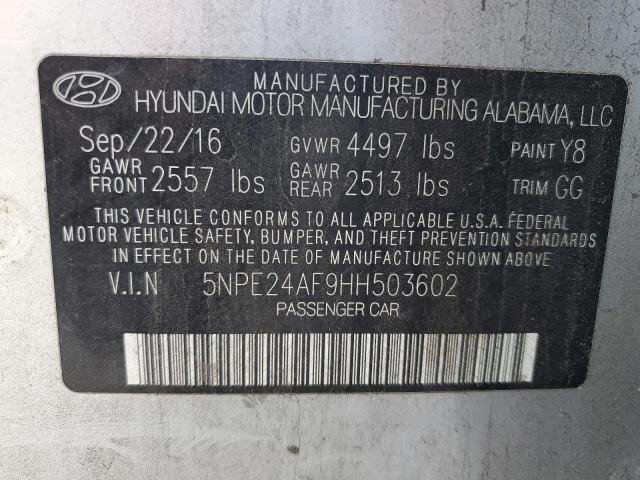 MANUFACTURED BY
HYUNDAI MOTOR MANUFACTURING ALABAMA, LLC
Sep/22/16 GVWR 4497 lbs PAINT Y8
GAWR FRONT 2557 lbs GAWR REAR 2513 lbs TRIM GG
THIS VEHICLE CONFORMS TO ALL APPLICABLE U.S.A. FEDERAL
MOTOR VEHICLE SAFETY, BUMPER, AND THEFT PREVENTION STANDARDS
IN EFFECT ON THE DATE OF MANUFACTURE SHOWN ABOVE
V.I.N 5NPE24AF9HH503602
PASSENGER CAR